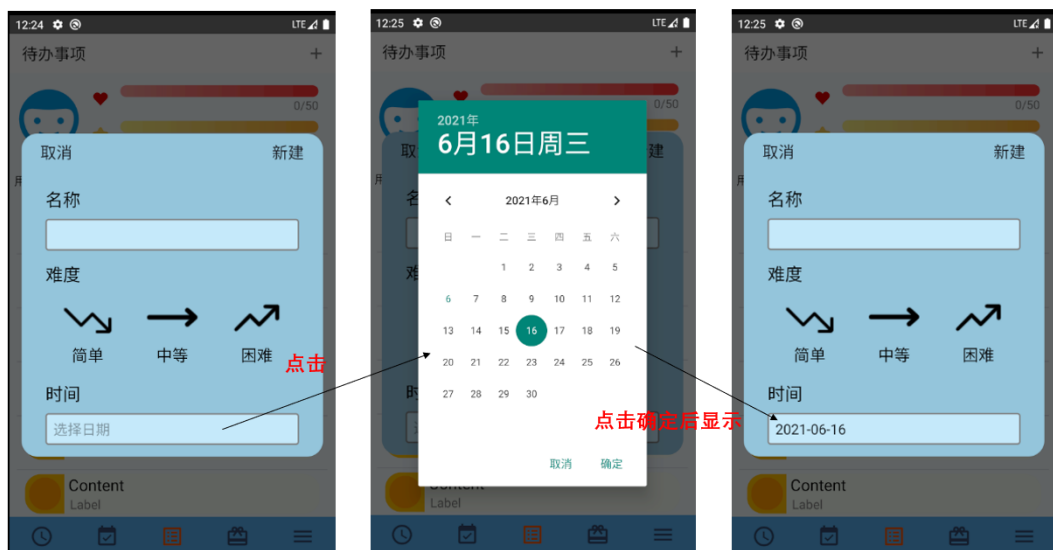 12:24
LTE
待办事项
+
0/50
取消 新建
名称
难度
简单 中等 困难
时间
选择日期
Content
Label
点击
12:25
LTE
待办事项
+
0/50
2021年
6月16日周三
取 建
2021年6月
日 一 二 三 四 五 六
1 2 3 4 5
6 7 8 9 10 11 12
13 14 15 16 17 18 19
20 21 22 23 24 25 26
27 28 29 30
取消 确定
Label
点击确定后显示
12:25
LTE
待办事项
+
0/50
取消 新建
名称
难度
简单 中等 困难
时间
2021-06-16
Content
Label